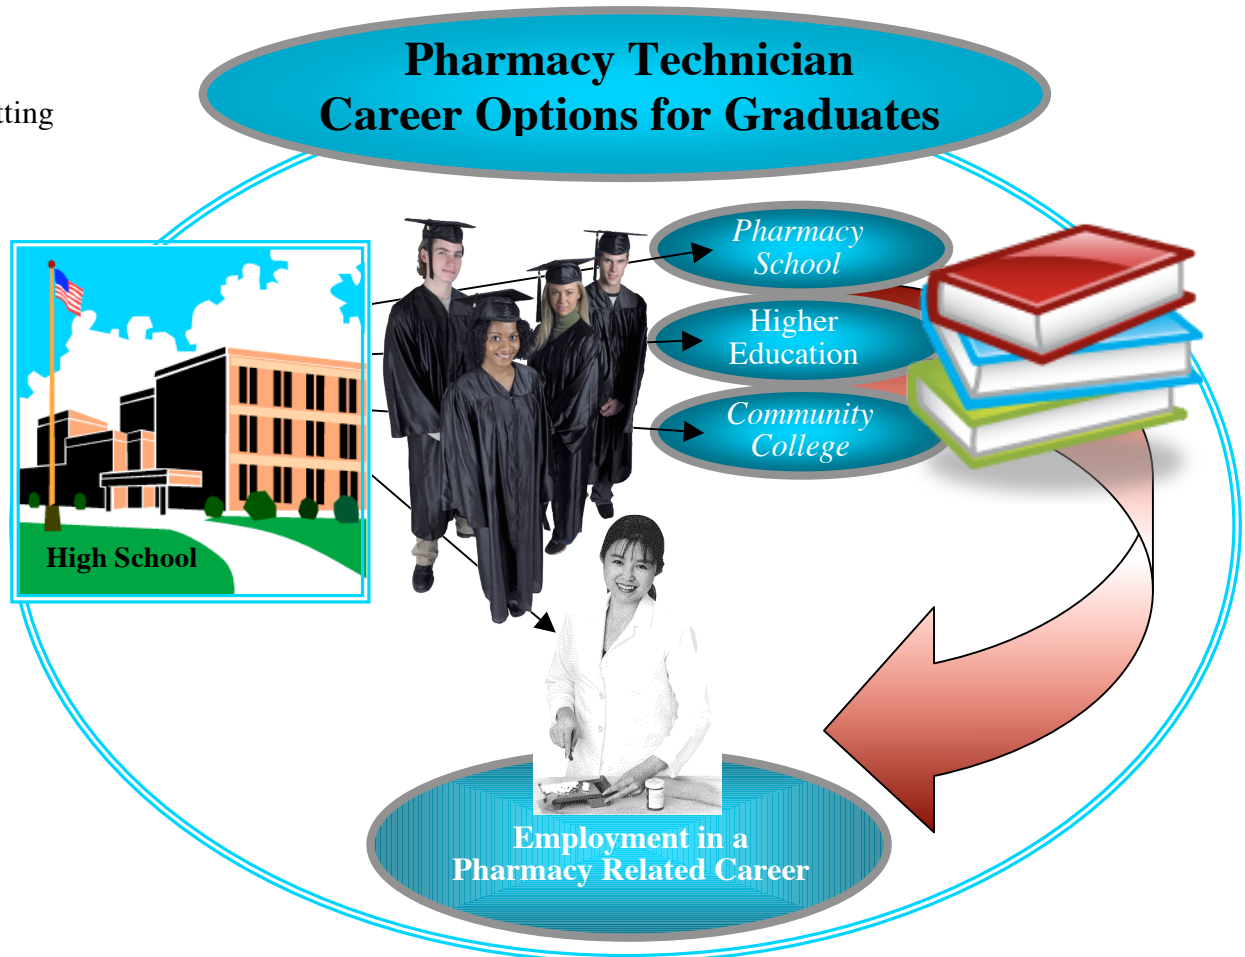 Pharmacy Technician
Career Options for Graduates
Pharmacy
School
Higher
Education
Community
College
High School
Employment in a
Pharmacy Related Career